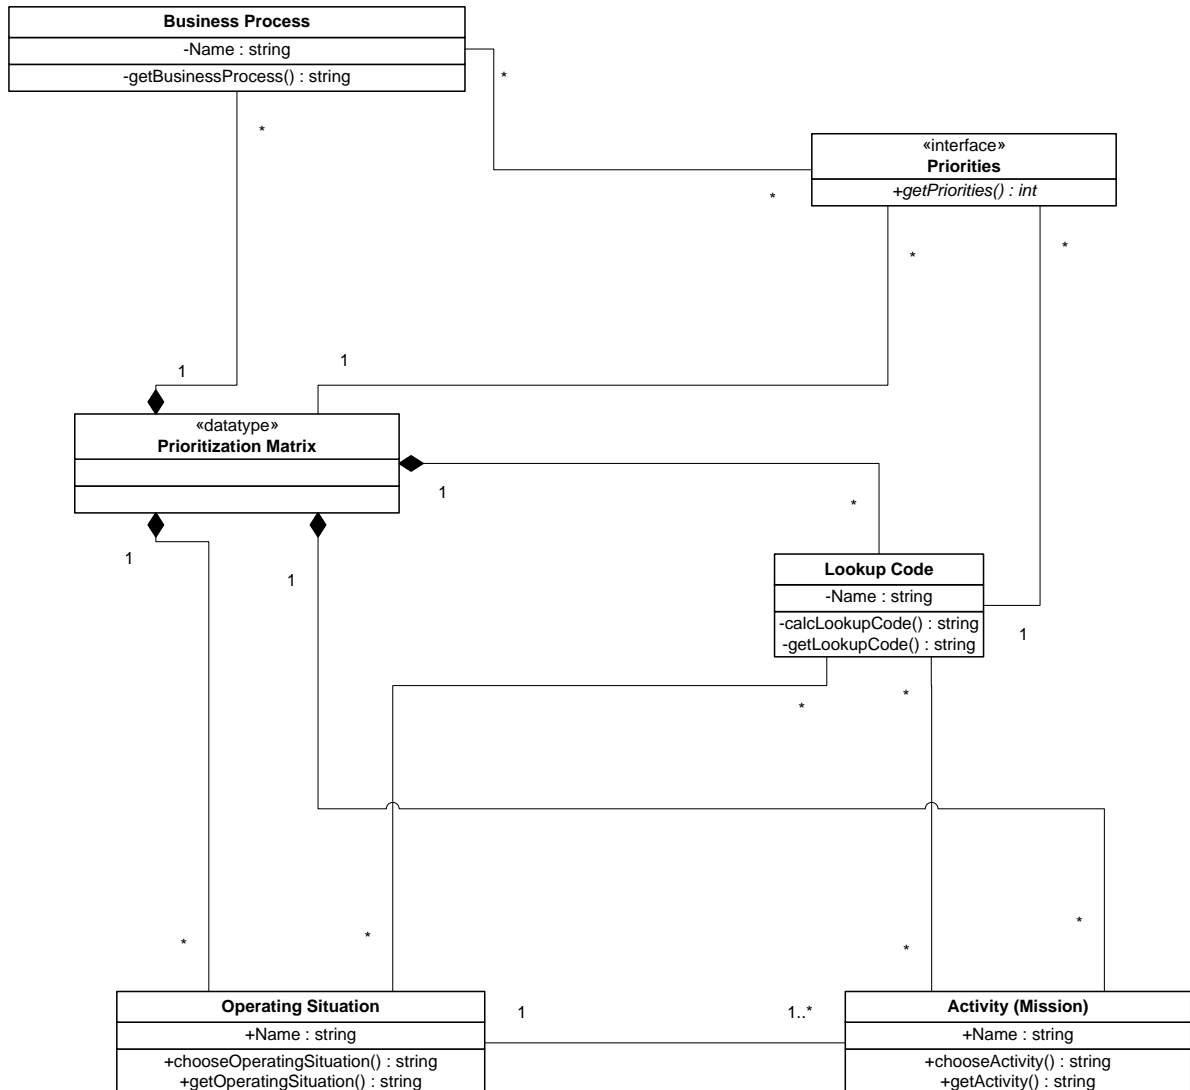 Business Process
-Name : string
-getBusinessProcess() : string
*
*
«interface»
Priorities
+getPriorities() : int
*
*
*
1
1
«datatype»
Prioritization Matrix
1
*
1
1
Lookup Code
-Name : string
-calcLookupCode() : string
-getLookupCode() : string
1
*
*
*
*
*
*
Operating Situation
+Name : string
+chooseOperatingSituation() : string
+getOperatingSituation() : string
1
1..*
Activity (Mission)
+Name : string
+chooseActivity() : string
+getActivity() : string